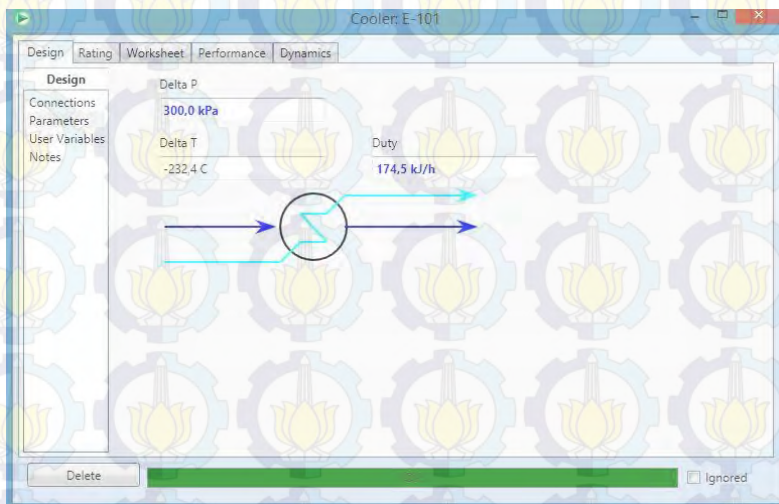 Cooler: E-101
Design Rating Worksheet Performance Dynamics
Design
Connections
Parameters
User Variables
Notes
Delta P
300,0 kPa
Delta T
-232,4 C
Duty
174,5 kJ/h
Delete
Ignored